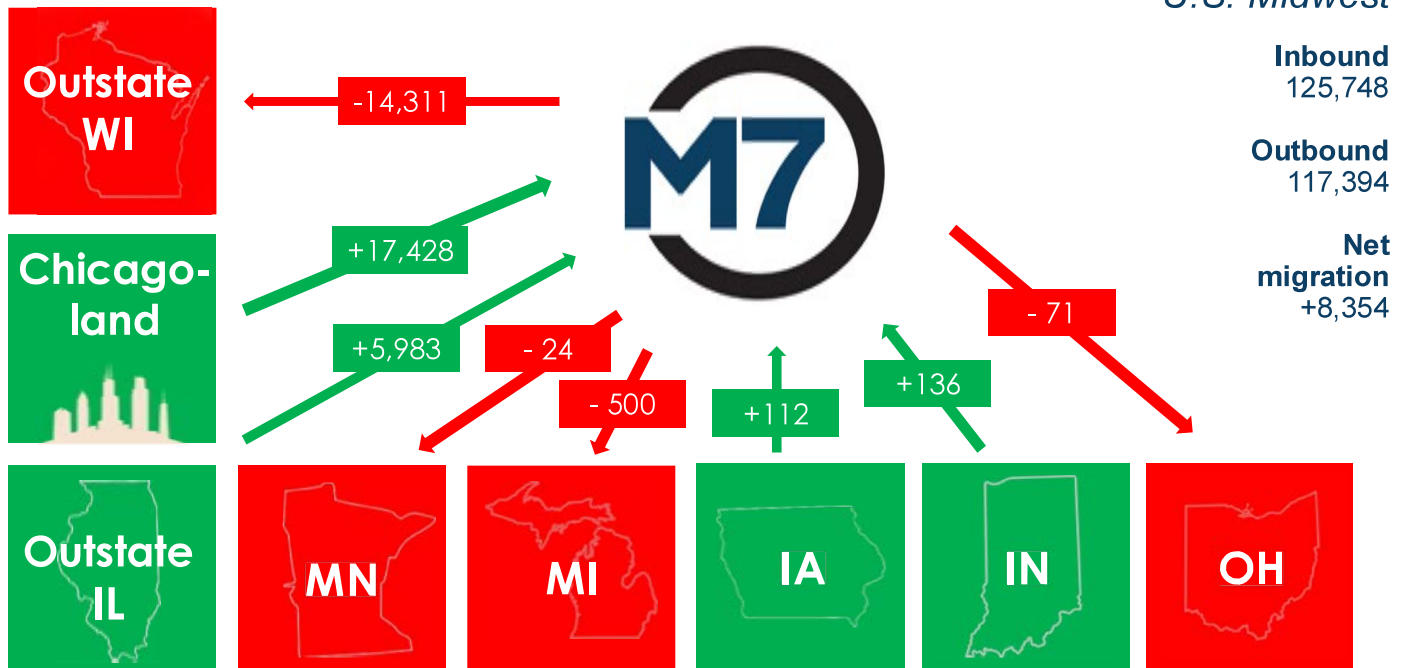 U.S. Midwest
Outstate
WI
-14,311
M7
Inbound
125,748
Outbound
117,394
Net
migration
+8,354
Chicago-
land
+17,428
+5,983
- 24
- 500
+112
+136
- 71
Outstate
IL
MN
MI
IA
IN
OH